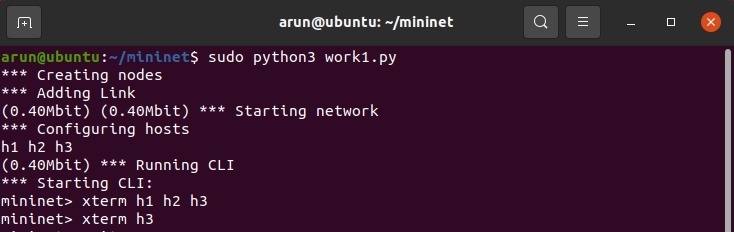 arun@ubuntu: ~/mininet
arun@ubuntu:~/mininet$ sudo python3 work1.py
*** Creating nodes
*** Adding Link
(0.40Mbit) (0.40Mbit) *** Starting network
*** Configuring hosts
h1 h2 h3
(0.40Mbit) *** Running CLI
*** Starting CLI:
mininet> xterm h1 h2 h3
mininet> xterm h3